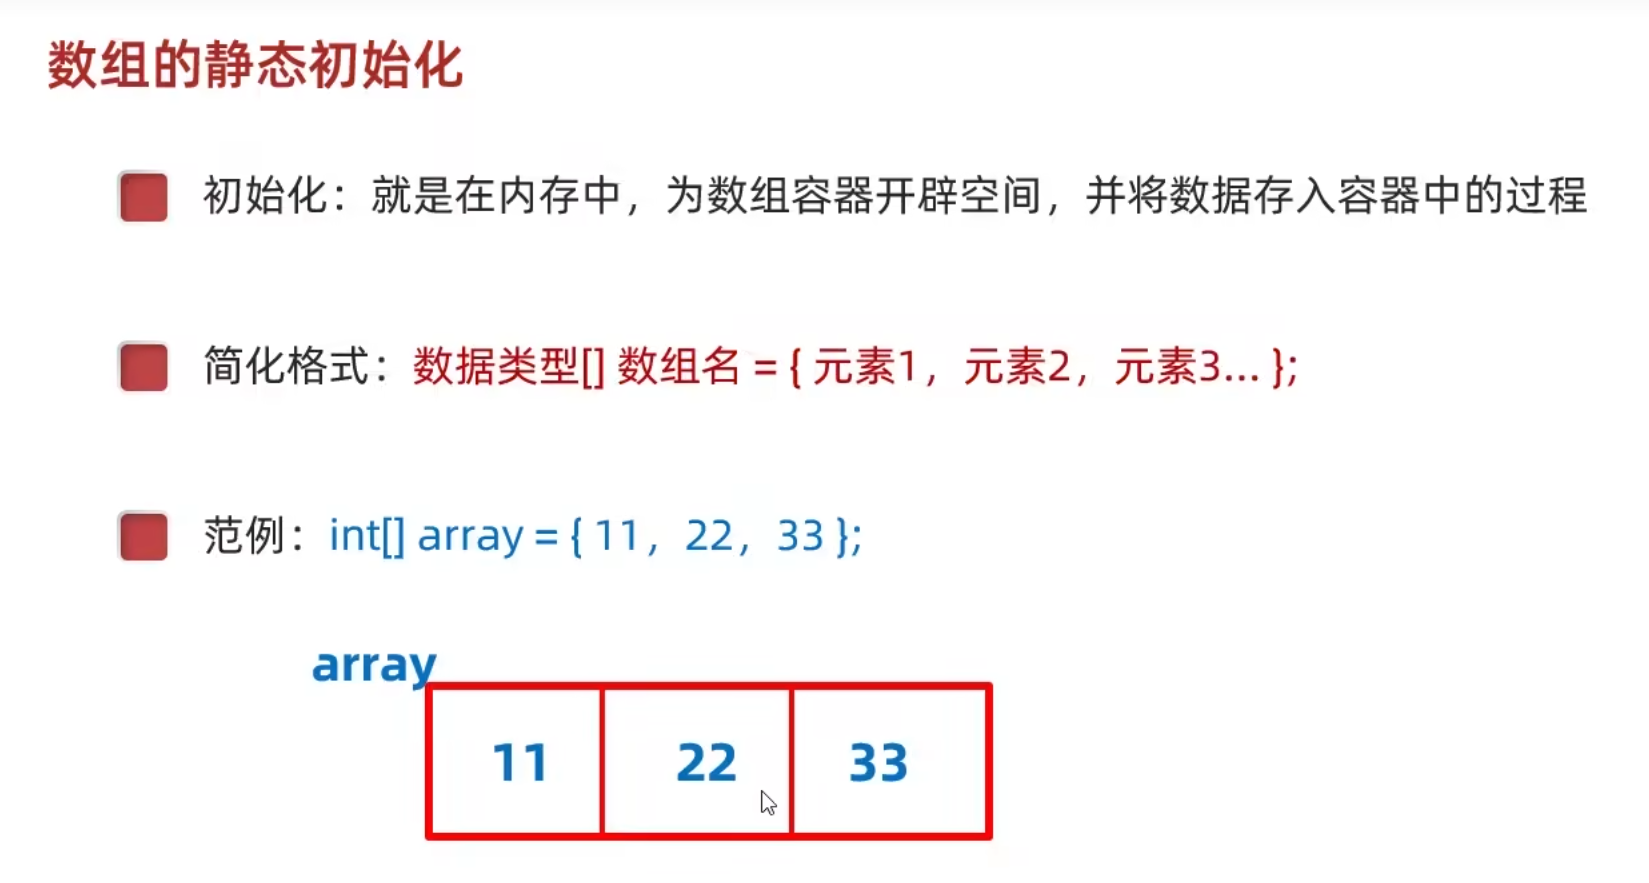 数组的静态初始化
初始化：就是在内存中，为数组容器开辟空间，并将数据存入容器中的过程
简化格式：数据类型[] 数组名 = { 元素1，元素2，元素3... };
范例：int[] array = { 11，22，33 };
array
11 22 33